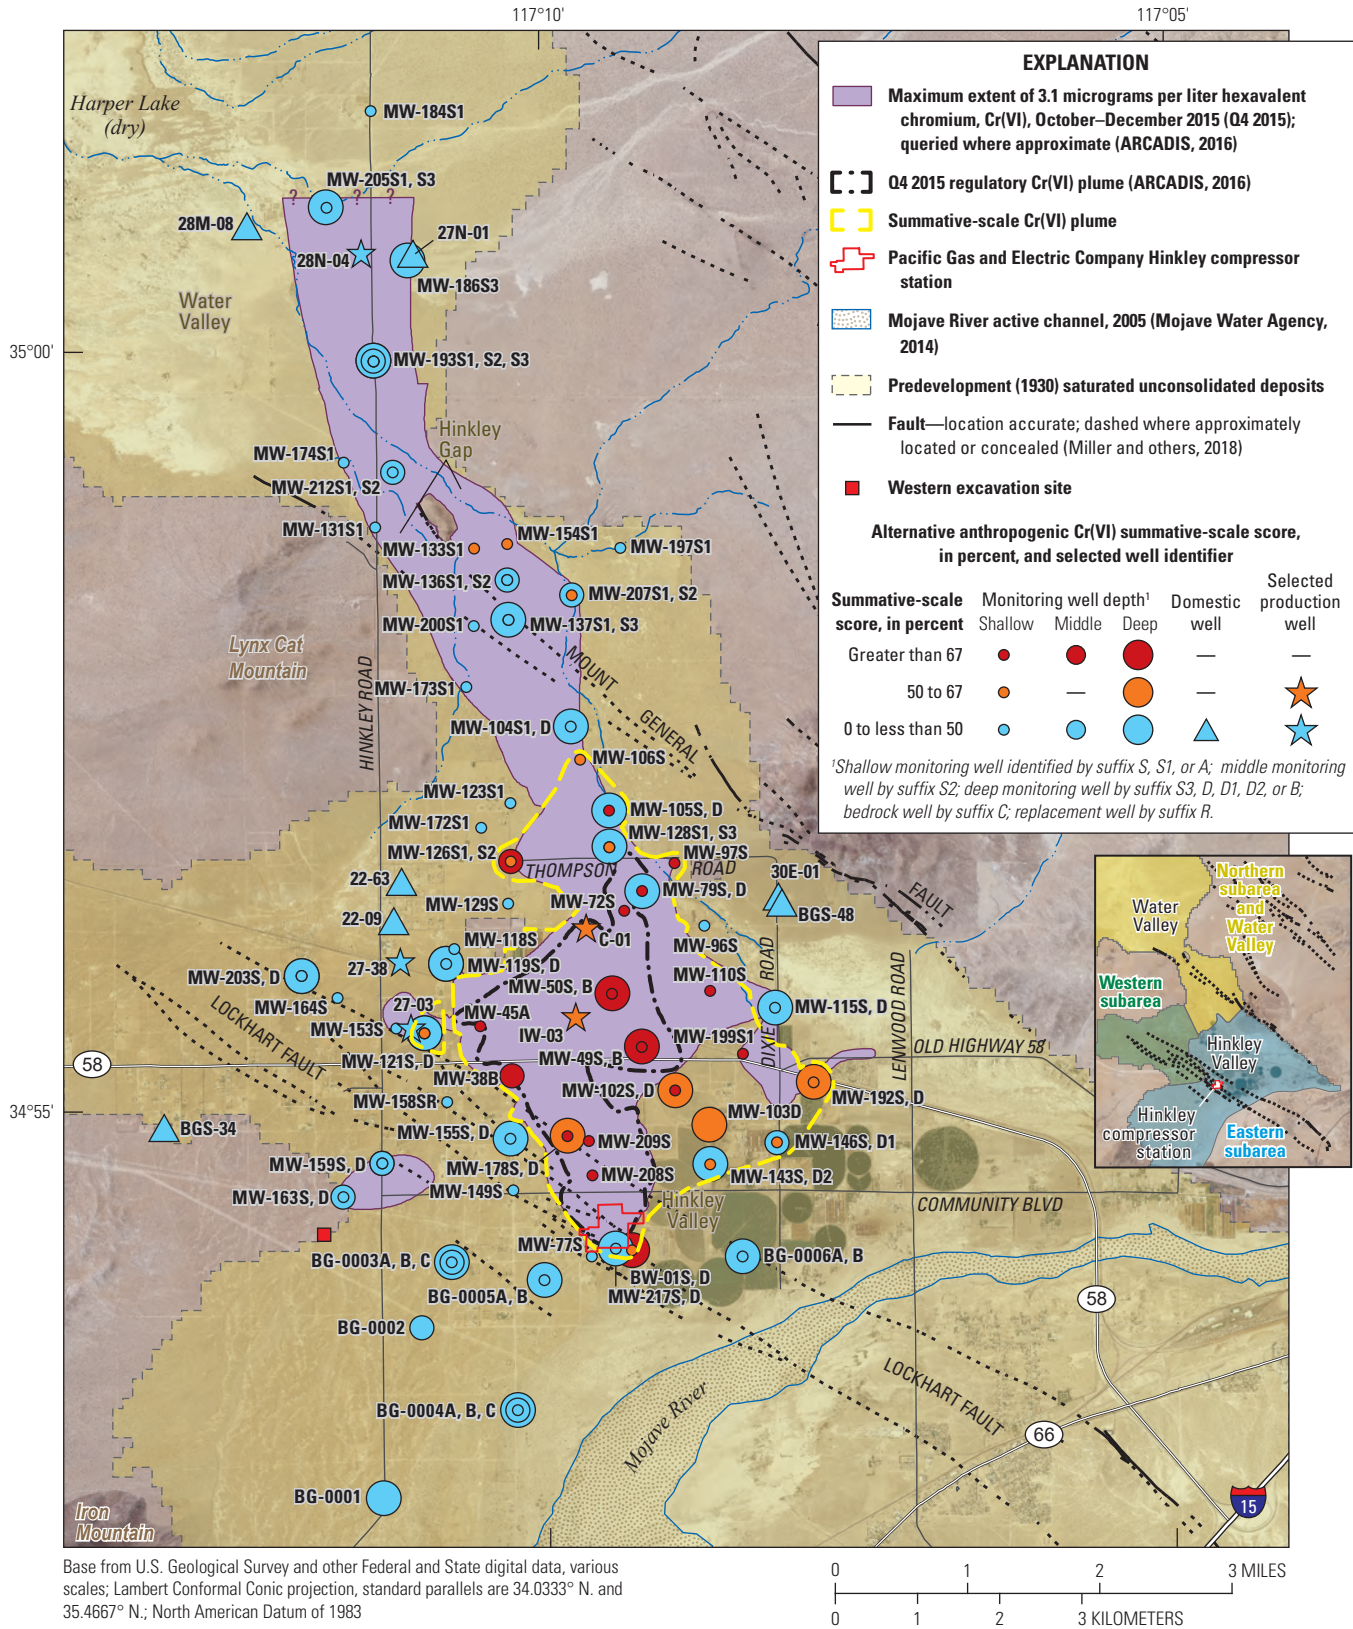 117°10'
117°05'
Harper Lake
(dry)
MW-184S1
MW-205S1, S3
? ? ?
28M-08
27N-01
28N-04
MW-186S3
Water
Valley
35°00'
MW-193S1, S2, S3
Hinkley
Gap
MW-174S1
MW-212S1, S2
MW-131S1
MW-154S1
MW-133S1
MW-197S1
MW-136S1, S2
MW-207S1, S2
MW-200S1
MW-137S1, S3
Lynx Cat
Mountain
MOUNT
GENERAL
FAULT
HINKLEY ROAD
MW-173S1
MW-104S1, D
MW-106S
MW-123S1
MW-105S, D
MW-172S1
MW-128S1, S3
MW-126S1, S2
MW-97S
THOMPSON
ROAD
22-63
MW-79S, D
30E-01
MW-129S
MW-72S
BGS-48
22-09
C-01
MW-118S
MW-96S
27-38
MW-119S, D
MW-203S, D
MW-50S, B
MW-110S
DIXIE
ROAD
LENWOOD ROAD
MW-164S
27-03
MW-45A
MW-115S, D
LOCKHART FAULT
MW-153S
IW-03
MW-199S1
OLD HIGHWAY 58
58
MW-121S, D
MW-49S, B
MW-38B
MW-102S, D
MW-192S, D
34°55'
MW-158SR
MW-103D
BGS-34
MW-155S, D
MW-209S
MW-146S, D1
MW-159S, D
MW-178S, D
MW-208S
MW-143S, D2
MW-163S, D
MW-149S
Hinkley
Valley
COMMUNITY BLVD
MW-77S
BG-0003A, B, C
BW-01S, D
BG-0006A, B
BG-0005A, B
MW-217S, D
58
BG-0002
LOCKHART FAULT
BG-0004A, B, C
Mojave River
66
BG-0001
Iron
Mountain
15
EXPLANATION
Maximum extent of 3.1 micrograms per liter hexavalent
chromium, Cr(VI), October–December 2015 (Q4 2015);
queried where approximate (ARCADIS, 2016)
Q4 2015 regulatory Cr(VI) plume (ARCADIS, 2016)
Summative-scale Cr(VI) plume
Pacific Gas and Electric Company Hinkley compressor
station
Mojave River active channel, 2005 (Mojave Water Agency,
2014)
Predevelopment (1930) saturated unconsolidated deposits
Fault—location accurate; dashed where approximately
located or concealed (Miller and others, 2018)
Western excavation site
Alternative anthropogenic Cr(VI) summative-scale score,
in percent, and selected well identifier
Summative-scale
score, in percent
Monitoring well depth¹
Shallow Middle Deep
Domestic
well
Selected
production
well
Greater than 67 — —
50 to 67 — —
0 to less than 50
¹Shallow monitoring well identified by suffix S, S1, or A; middle monitoring
well by suffix S2; deep monitoring well by suffix S3, D, D1, D2, or B;
bedrock well by suffix C; replacement well by suffix R.
Water
Valley
Northern
subarea
and
Water
Valley
Western
subarea
Hinkley
Valley
Hinkley
compressor
station
Eastern
subarea
Base from U.S. Geological Survey and other Federal and State digital data, various
scales; Lambert Conformal Conic projection, standard parallels are 34.0333° N. and
35.4667° N.; North American Datum of 1983
0 1 2 3 MILES
0 1 2 3 KILOMETERS